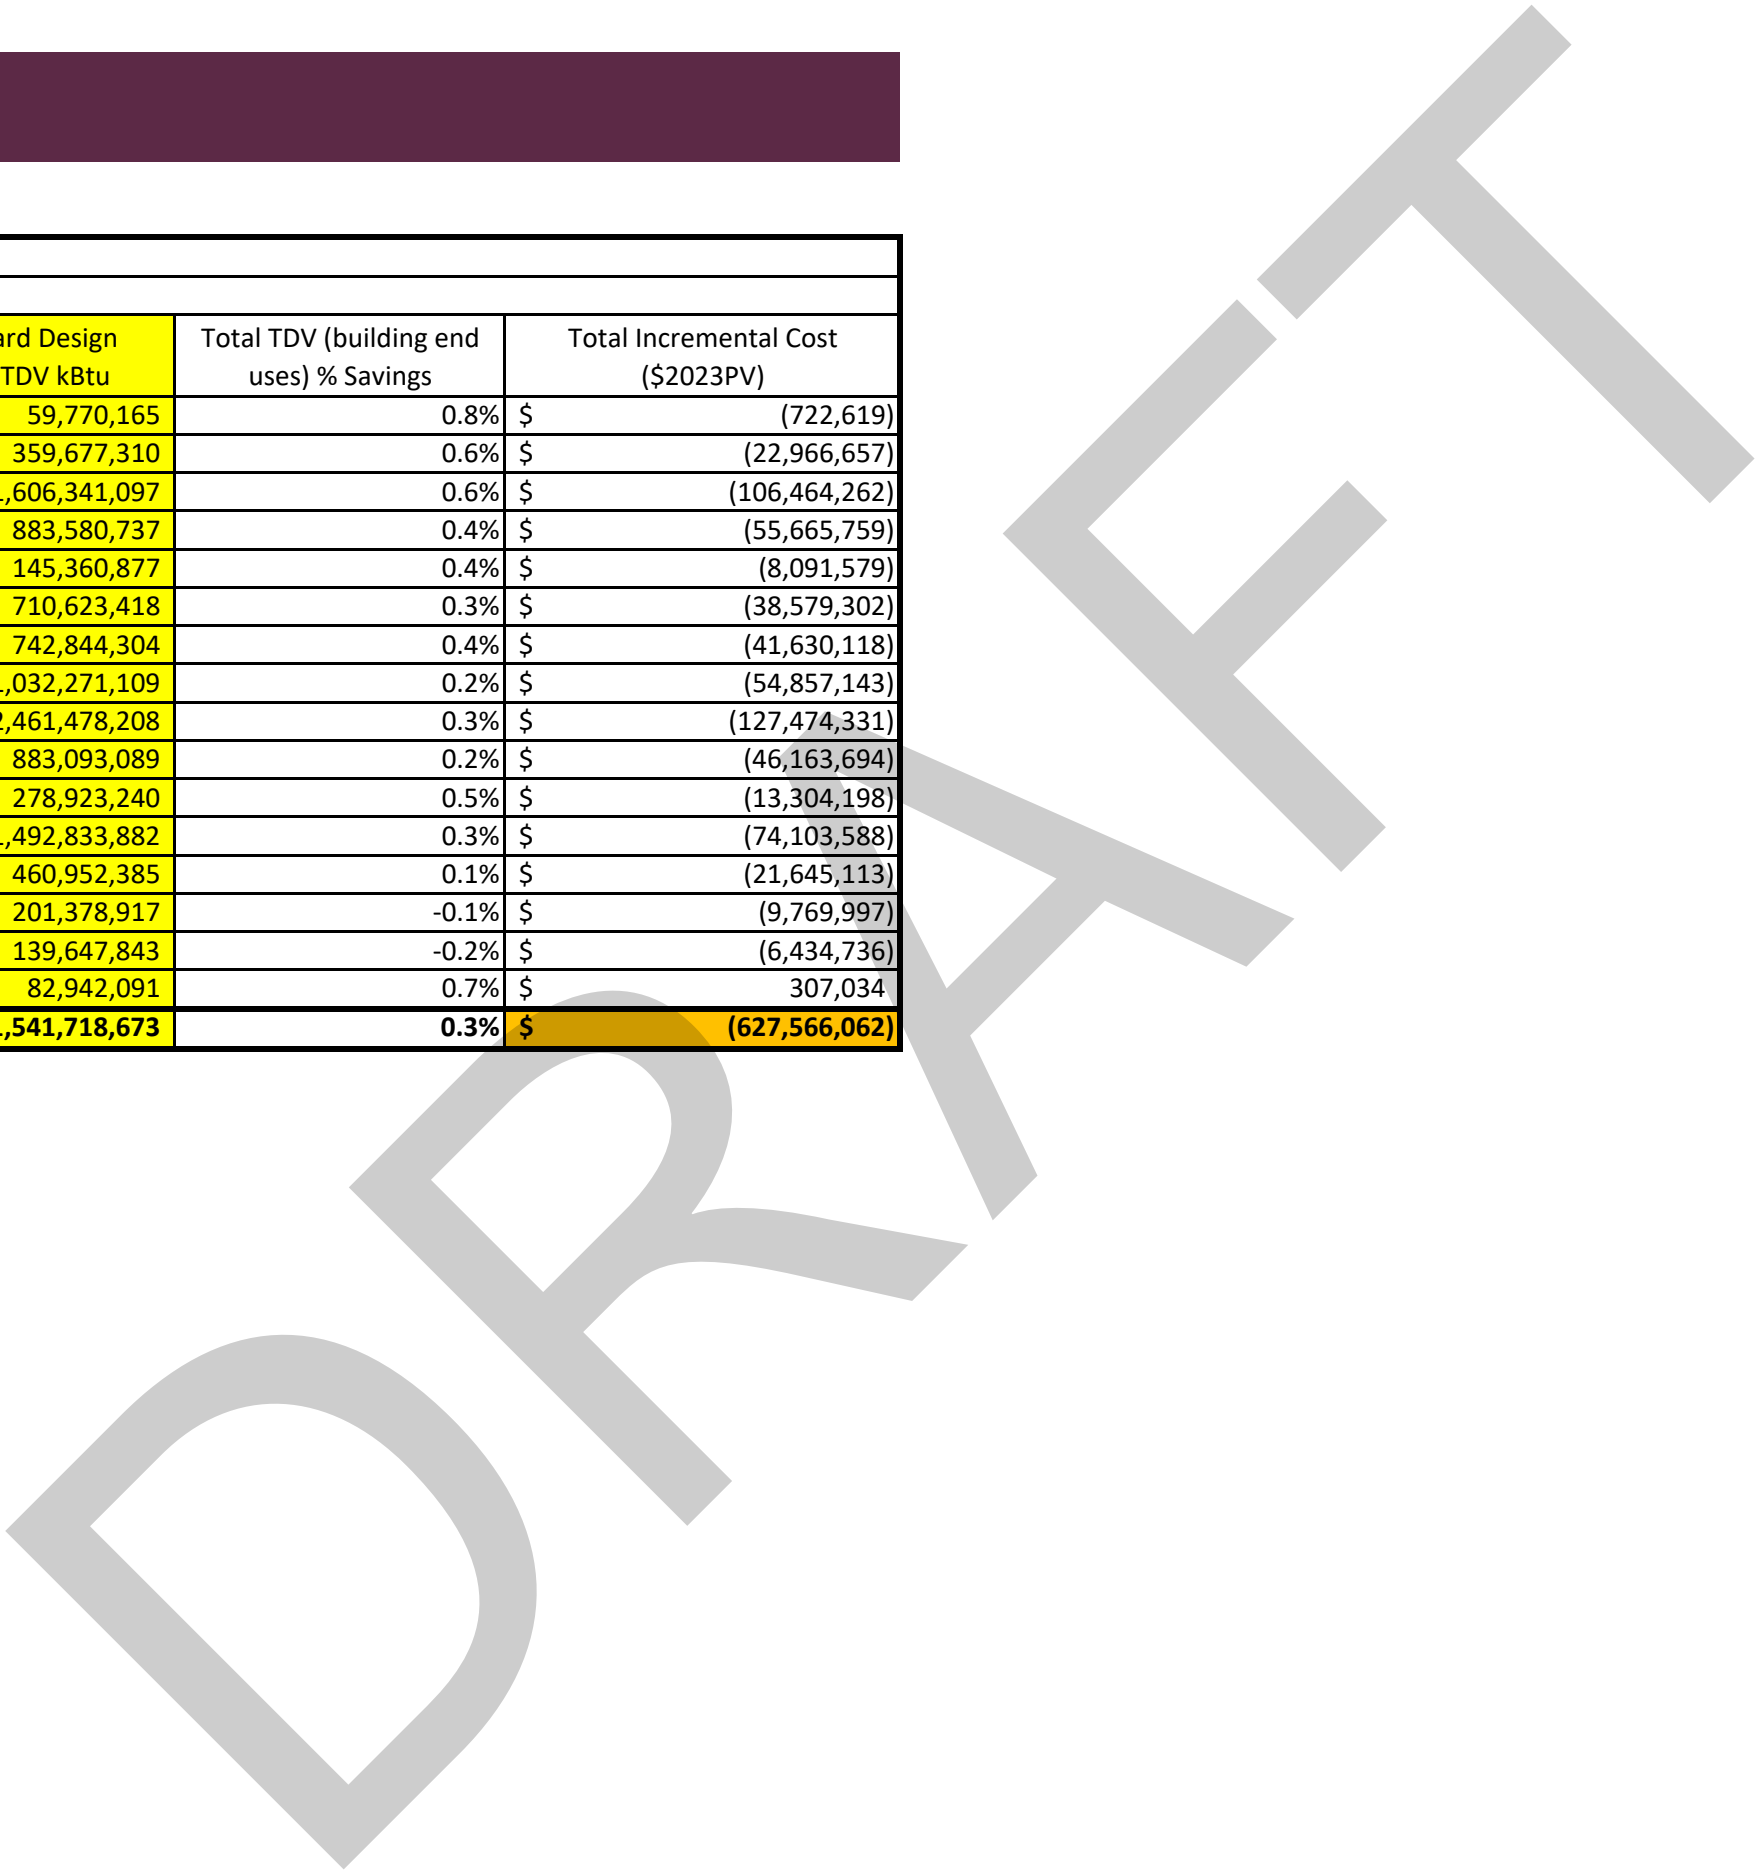 ard Design Total TDV (building end Total Incremental Cost
TDV kBtu uses) % Savings ($2023PV)
59,770,165 0.8% $ (722,619)
359,677,310 0.6% $ (22,966,657)
,606,341,097 0.6% $ (106,464,262)
883,580,737 0.4% $ (55,665,759)
145,360,877 0.4% $ (8,091,579)
710,623,418 0.3% $ (38,579,302)
742,844,304 0.4% $ (41,630,118)
,032,271,109 0.2% $ (54,857,143)
2,461,478,208 0.3% $ (127,474,331)
883,093,089 0.2% $ (46,163,694)
278,923,240 0.5% $ (13,304,198)
,492,833,882 0.3% $ (74,103,588)
460,952,385 0.1% $ (21,645,113)
201,378,917 -0.1% $ (9,769,997)
139,647,843 -0.2% $ (6,434,736)
82,942,091 0.7% $ 307,034
,541,718,673 0.3% $ (627,566,062)
DRAFT